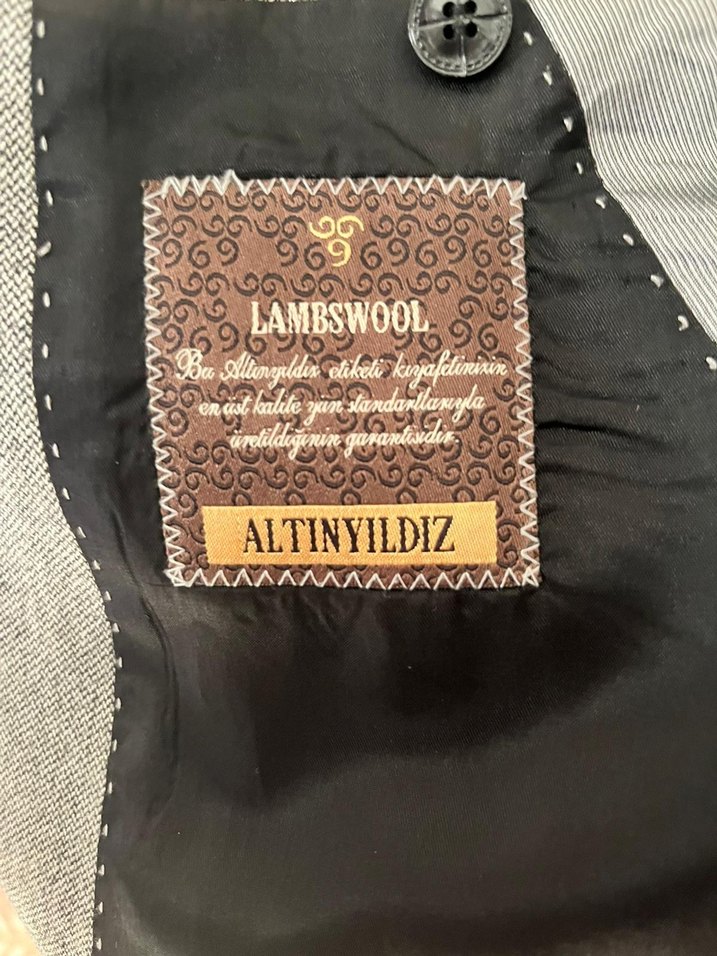 LAMBSWOOL
Bu Altınyıldız etiketi kıyafetinizin
en üst kalite yün standartlarıyla
üretildiğinin garantisidir.
ALTINYILDIZ